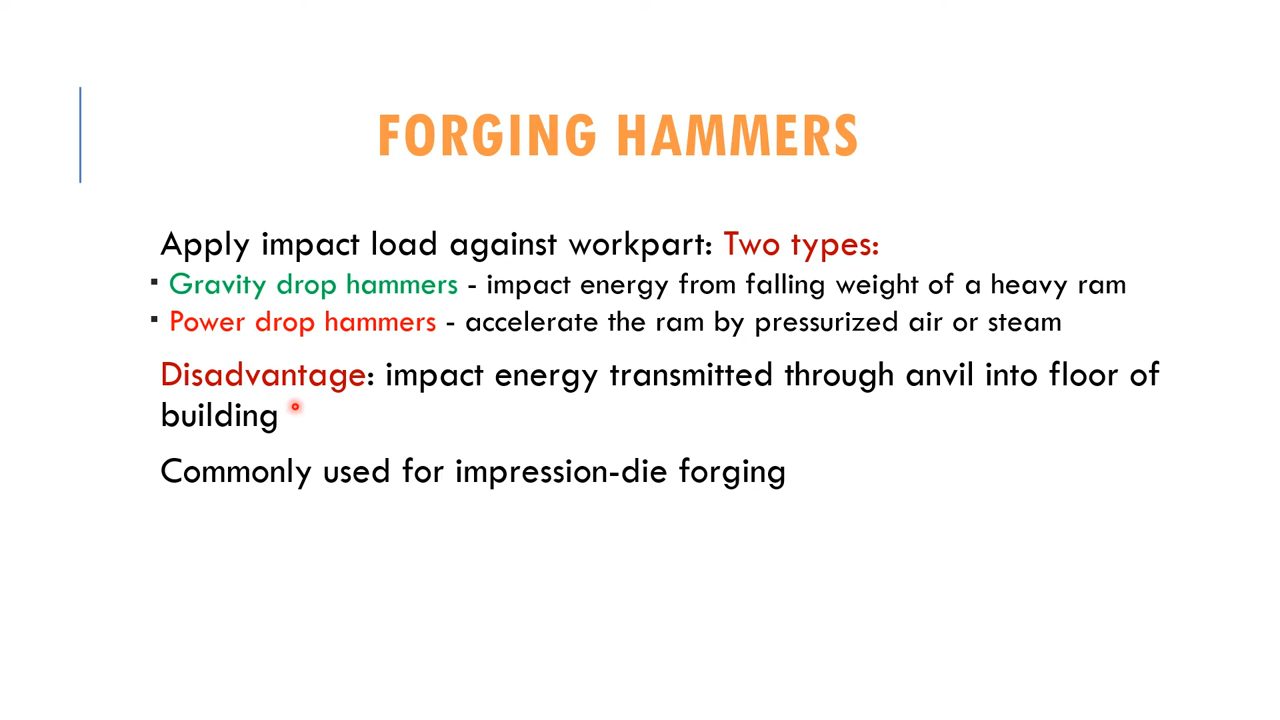 FORGING HAMMERS
Apply impact load against workpart: Two types:
▪ Gravity drop hammers - impact energy from falling weight of a heavy ram
▪ Power drop hammers - accelerate the ram by pressurized air or steam
Disadvantage: impact energy transmitted through anvil into floor of
building
Commonly used for impression-die forging